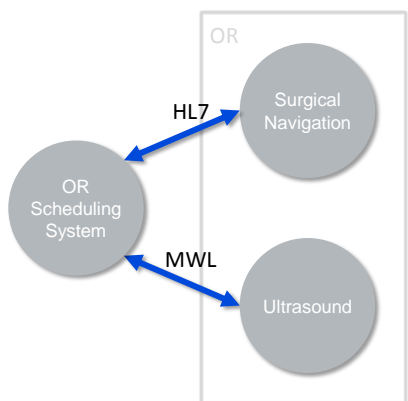 OR
HL7
Surgical
Navigation
OR
Scheduling
System
MWL
Ultrasound